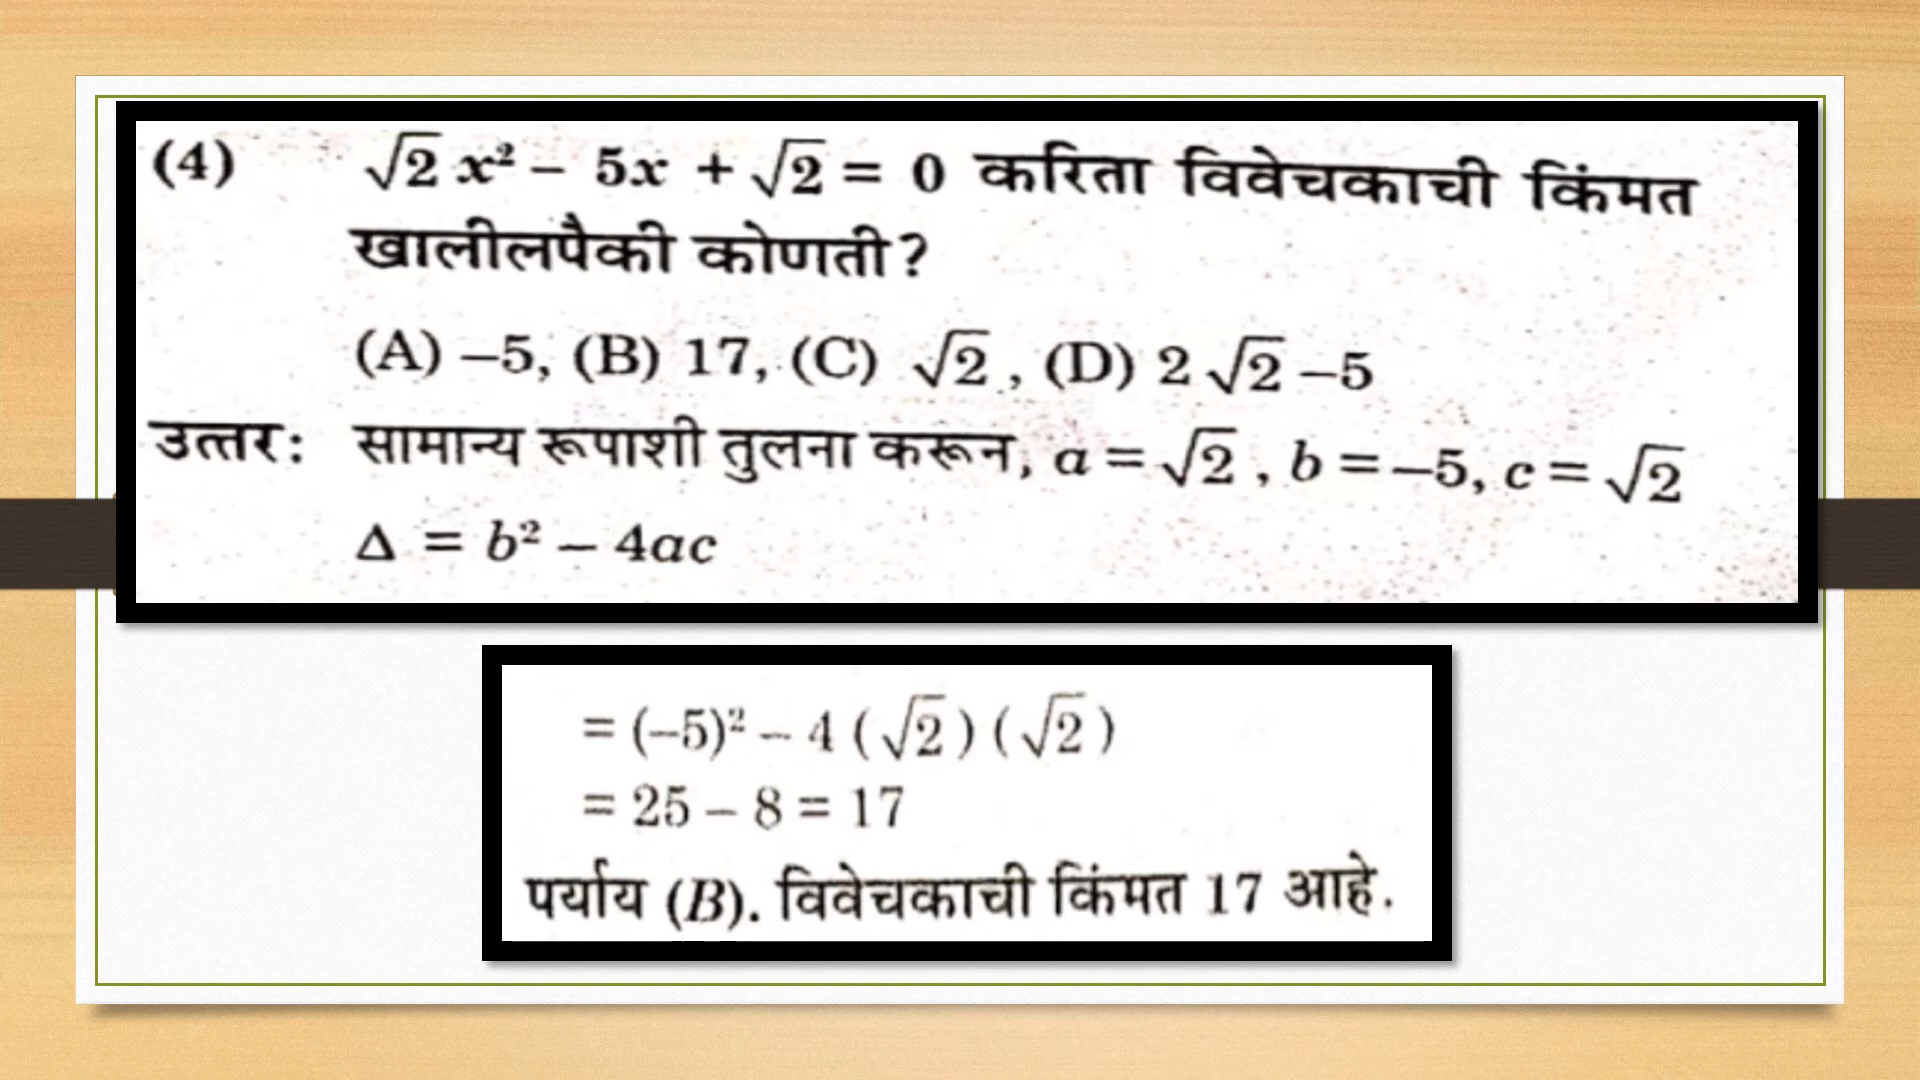 (4) √2 x² – 5x + √2 = 0 करिता विवेचकाची किंमत
खालीलपैकी कोणती?
(A) –5, (B) 17, (C) √2 , (D) 2 √2 –5
उत्तर: सामान्य रूपाशी तुलना करून, a = √2 , b = –5, c = √2
Δ = b² – 4ac
= (–5)² – 4 ( √2 ) ( √2 )
= 25 – 8 = 17
पर्याय (B). विवेचकाची किंमत 17 आहे.